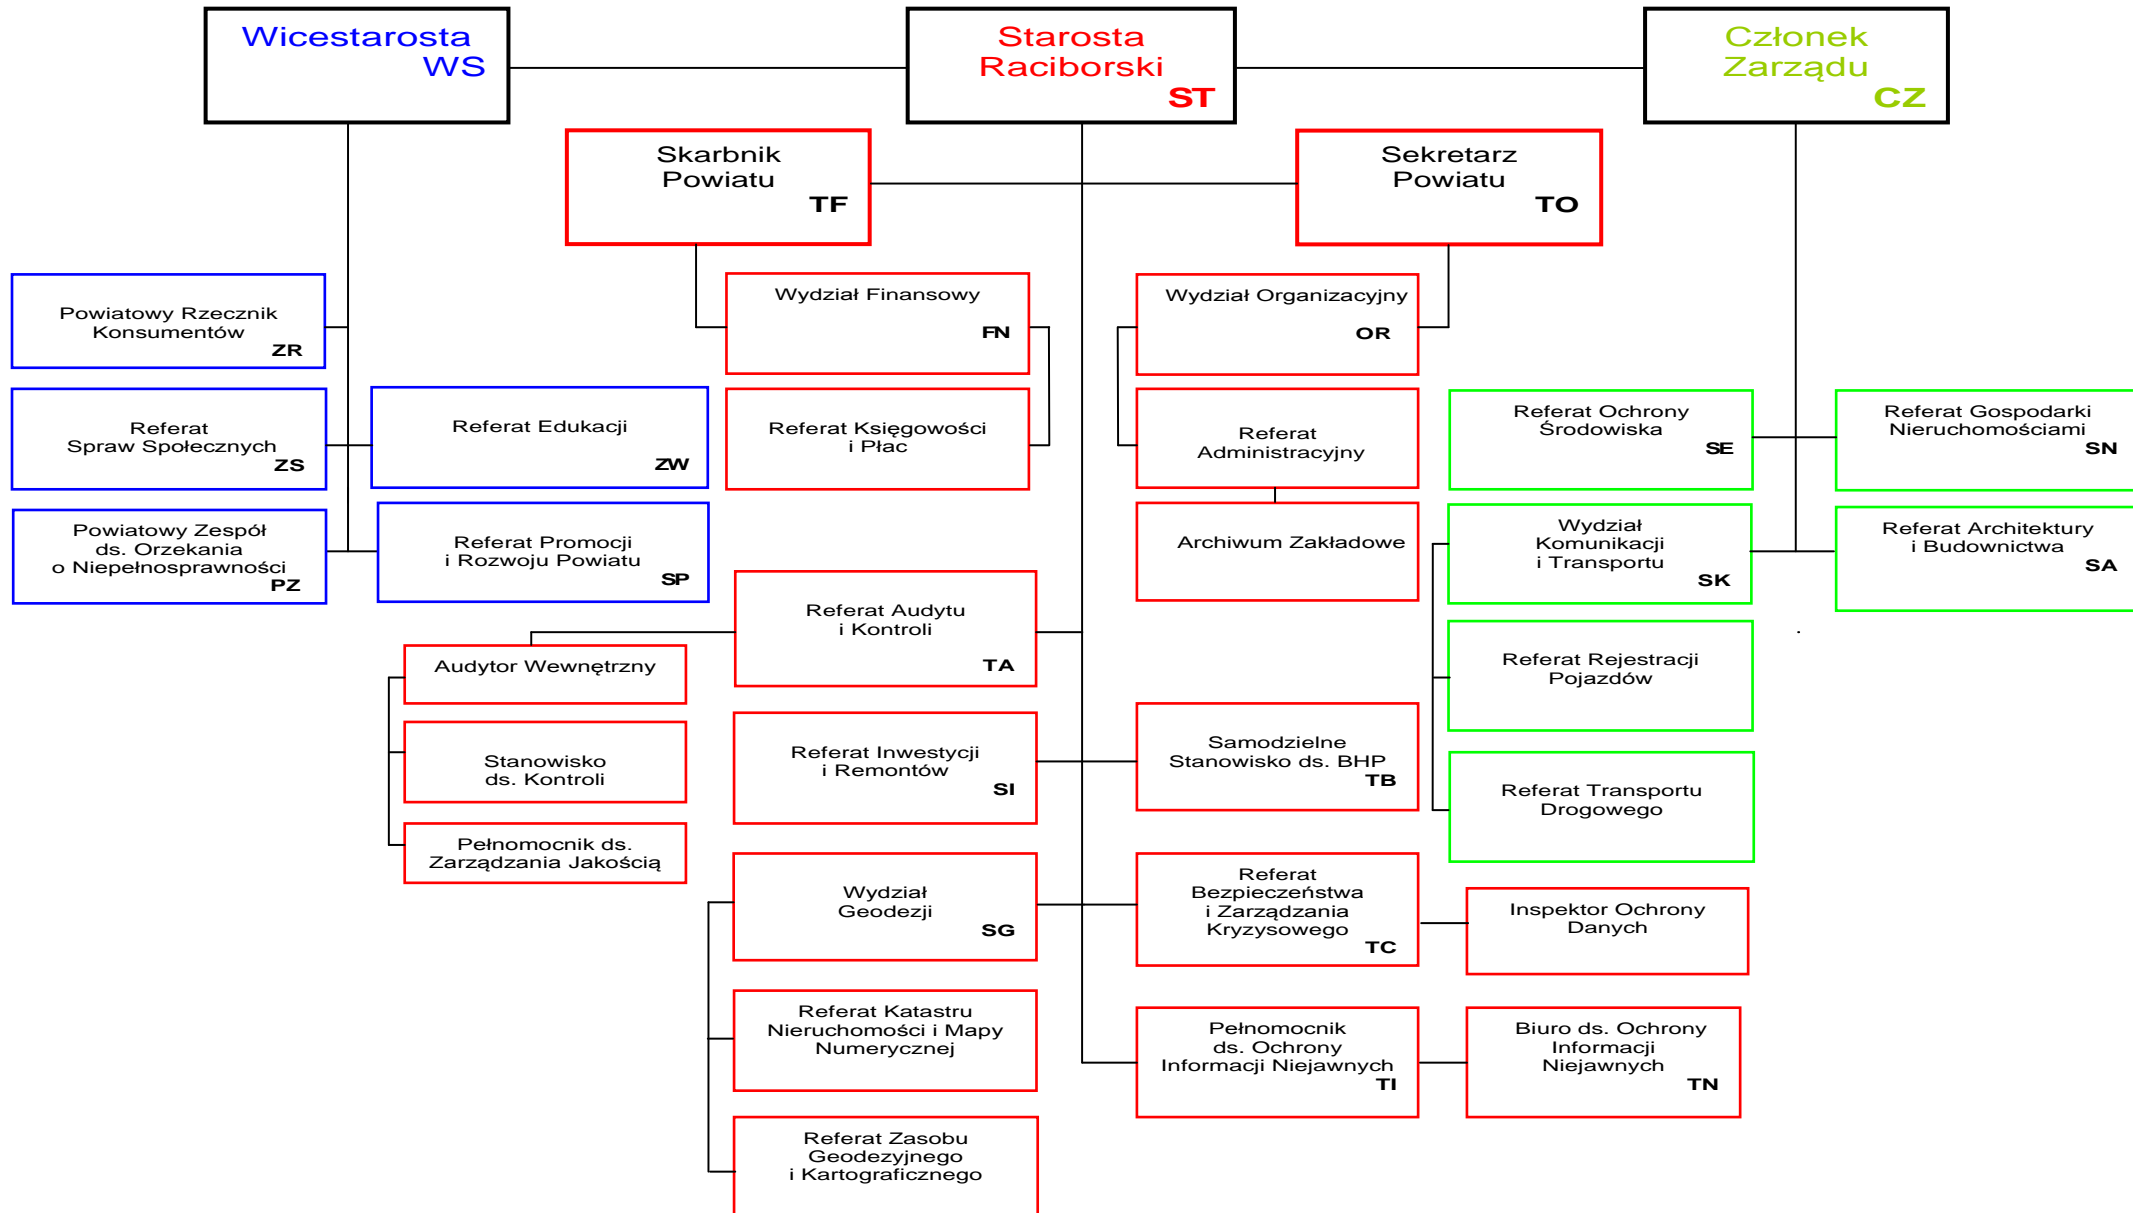 Wicestarosta
WS
Starosta
Raciborski
ST
Członek
Zarządu
CZ
Skarbnik
Powiatu
TF
Sekretarz
Powiatu
TO
Powiatowy Rzecznik
Konsumentów
ZR
Wydział Finansowy
FN
Wydział Organizacyjny
OR
Referat
Spraw Społecznych
ZS
Referat Edukacji
ZW
Referat Księgowości
i Płac
Referat
Administracyjny
Referat Ochrony
Środowiska
SE
Referat Gospodarki
Nieruchomościami
SN
Powiatowy Zespół
ds. Orzekania
o Niepełnosprawności
PZ
Referat Promocji
i Rozwoju Powiatu
SP
Archiwum Zakładowe
Wydział
Komunikacji
i Transportu
SK
Referat Architektury
i Budownictwa
SA
Referat Audytu
i Kontroli
TA
Audytor Wewnętrzny
Referat Rejestracji
Pojazdów
Stanowisko
ds. Kontroli
Referat Inwestycji
i Remontów
SI
Samodzielne
Stanowisko ds. BHP
TB
Referat Transportu
Drogowego
Pełnomocnik ds.
Zarządzania Jakością
Wydział
Geodezji
SG
Referat
Bezpieczeństwa
i Zarządzania
Kryzysowego
TC
Inspektor Ochrony
Danych
Referat Katastru
Nieruchomości i Mapy
Numerycznej
Pełnomocnik
ds. Ochrony
Informacji Niejawnych
TI
Biuro ds. Ochrony
Informacji
Niejawnych
TN
Referat Zasobu
Geodezyjnego
i Kartograficznego